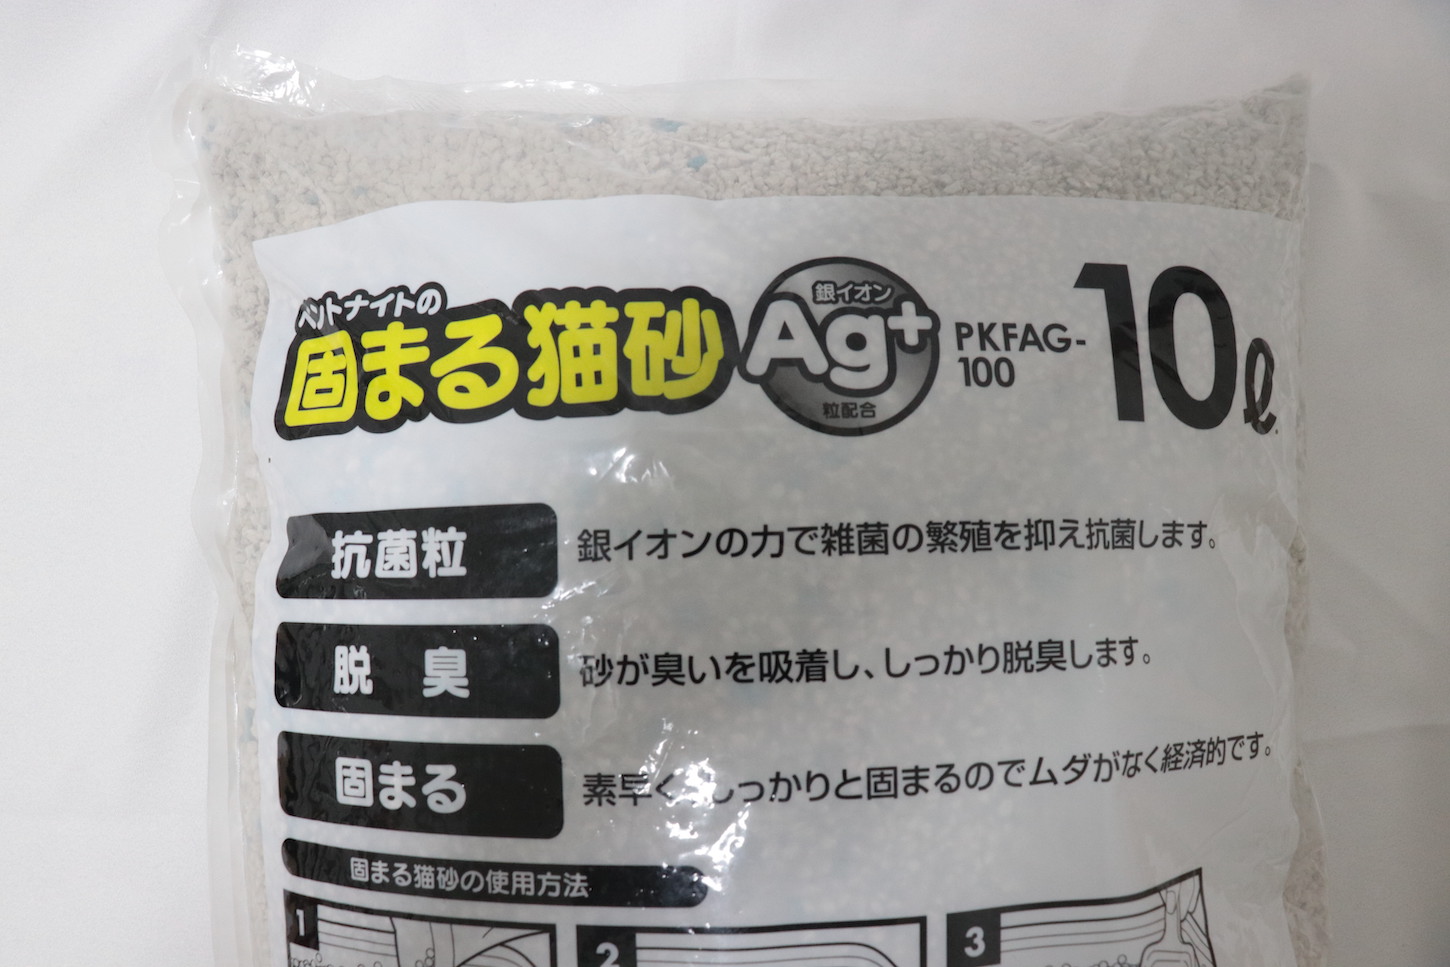 ベントナイトの
固まる猫砂
銀イオン
Ag+
粒配合
PKFAG-
100
10ℓ
抗菌粒
銀イオンの力で雑菌の繁殖を抑え抗菌します。
脱臭
砂が臭いを吸着し、しっかり脱臭します。
固まる
素早く しっかりと固まるのでムダがなく経済的です。
固まる猫砂の使用方法
1
2
3